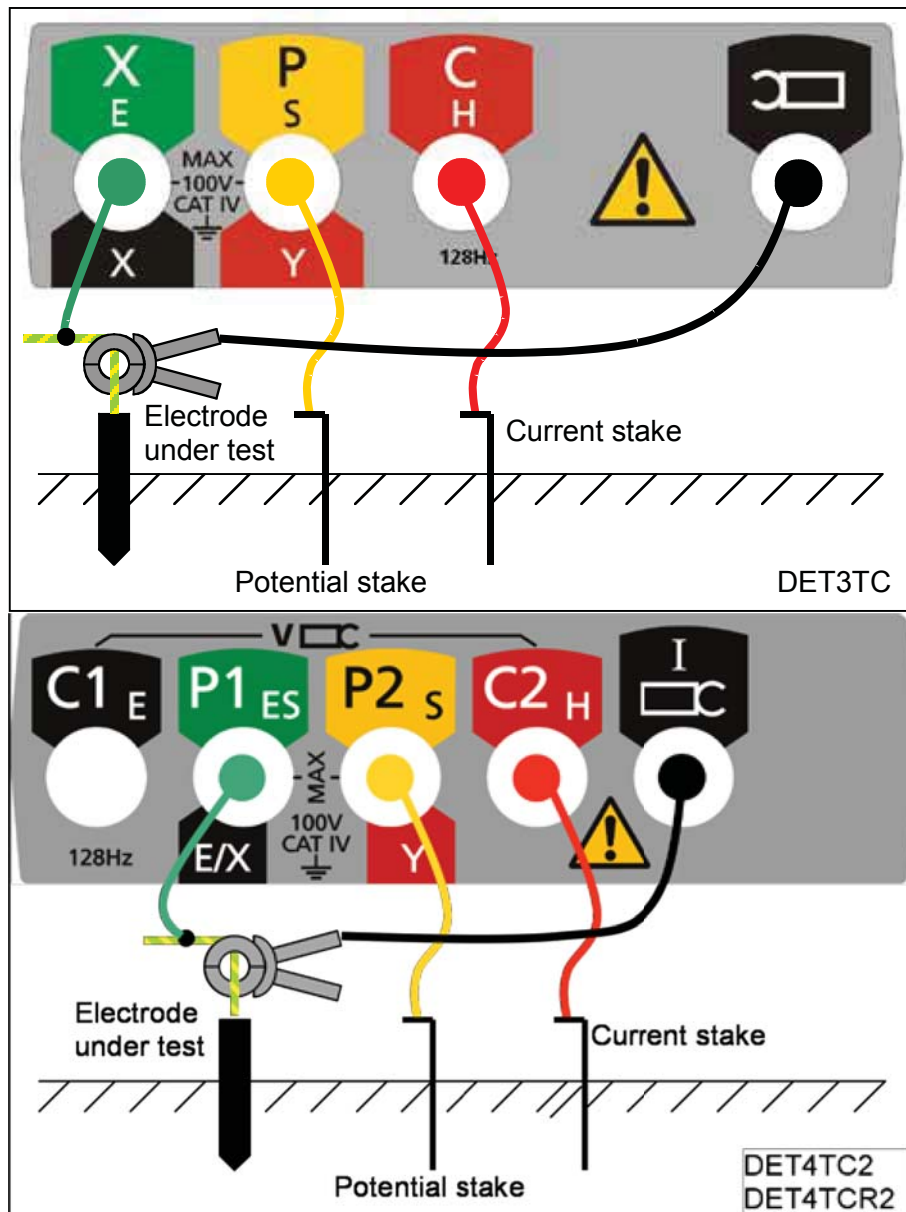 X P C
E S H
MAX
100V
CAT IV
X Y 128Hz
Electrode
under test
Current stake
Potential stake
DET3TC
V C
C1 E P1 ES P2 S C2 H I
MAX
100V
CAT IV
128Hz E/X Y
Electrode
under test
Current stake
Potential stake
DET4TC2
DET4TCR2